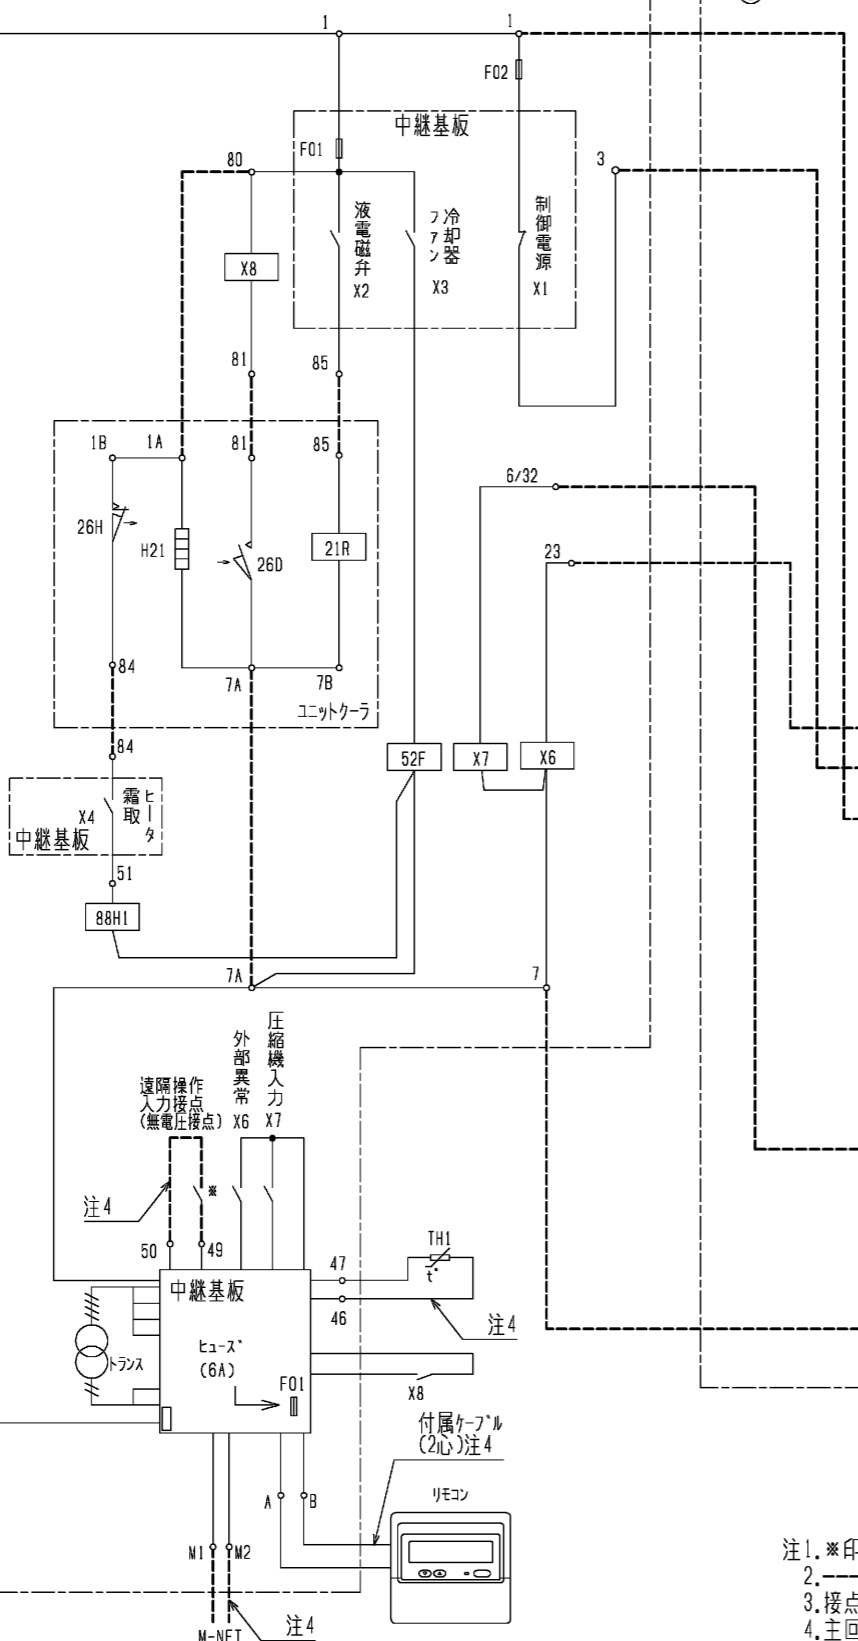 1
1
F02
中継基板
F01
80
3
液電磁弁
X2
冷却器
ファン
X3
制御電源
X1
X8
81
85
1B
1A
81
85
6/32
26H
H21
26D
21R
23
84
7A
7B
ユニットクーラ
84
52F
X7
X6
X4
霜取
ヒータ
中継基板
51
88H1
7A
7
圧縮機入力
X7
外部異常
X6
遠隔操作
入力接点
(無電圧接点)
※
注4
50
49
中継基板
47
TH1
t°
46
注4
トランス
ヒューズ
(6A)
F01
X8
付属ケーブル
(2心)注4
A
B
リモコン
M1
M2
注4
M-NET
注1.※印
2.
3.接点
4.主回